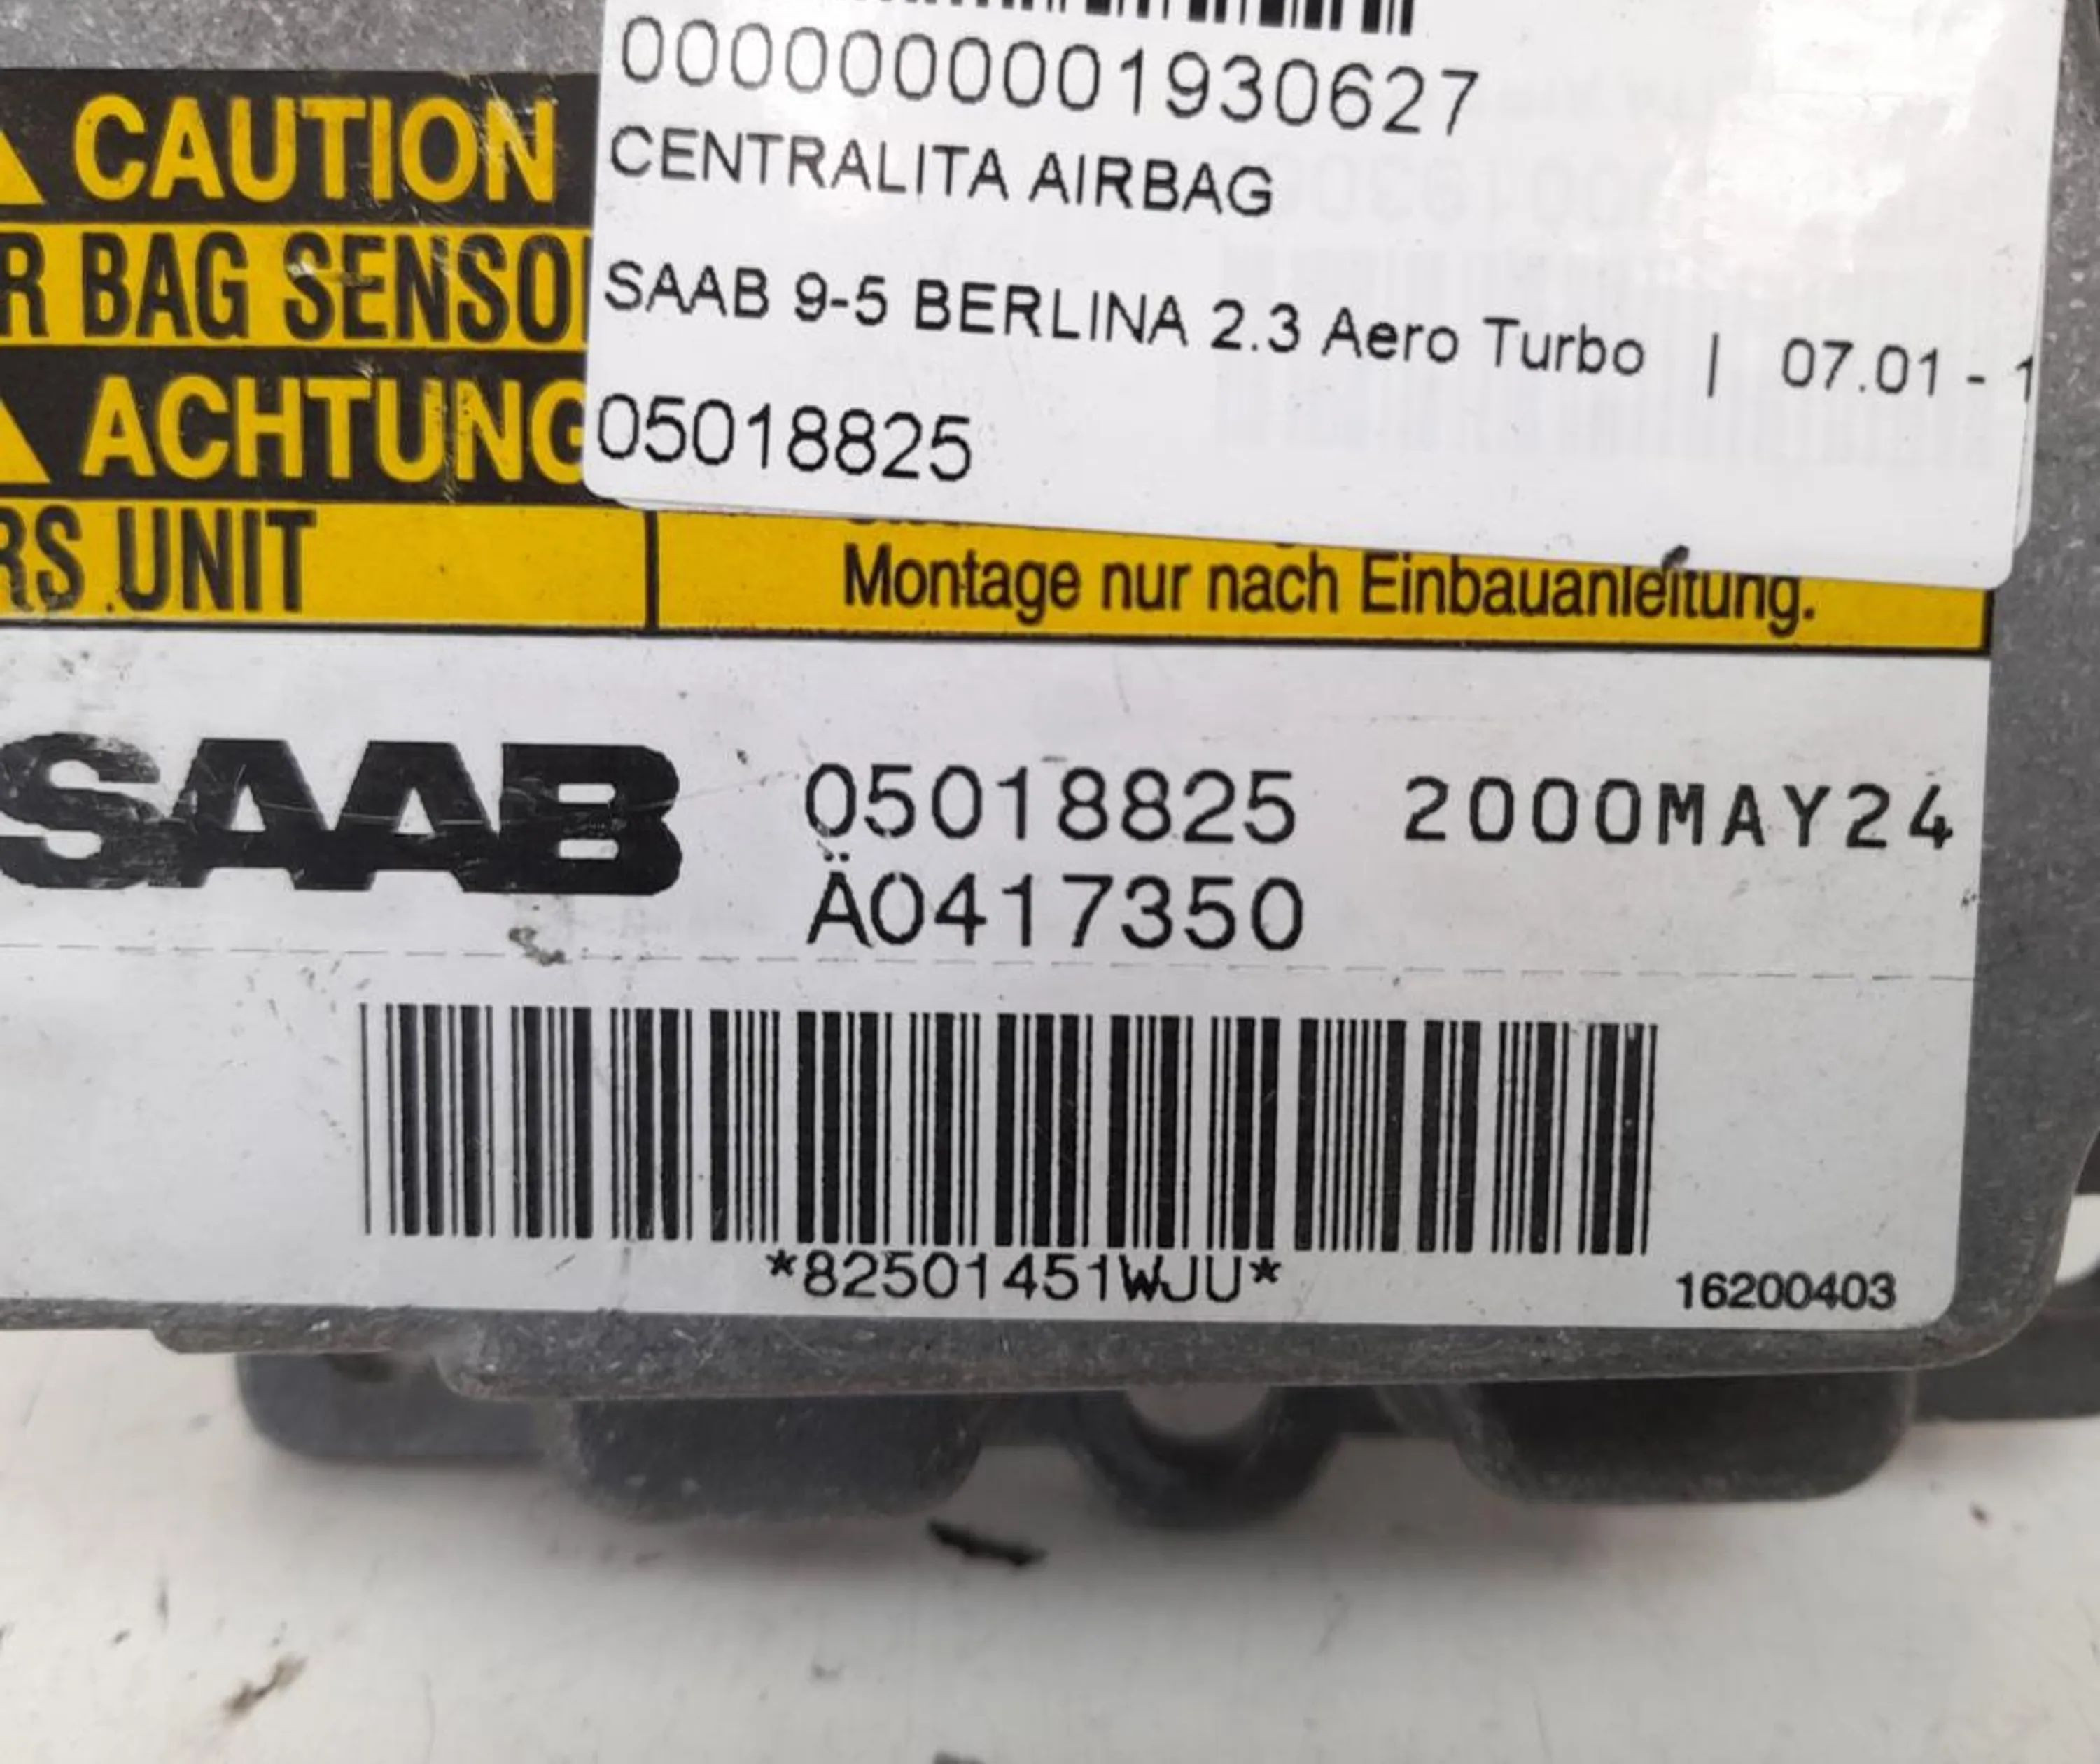 0000000001930627
CENTRALITA AIRBAG
SAAB 9-5 BERLINA 2.3 Aero Turbo | 07.01 - 1
05018825
CAUTION
R BAG SENSO
ACHTUNG
RS UNIT
Montage nur nach Einbauanleitung.
SAAB 05018825 2000MAY24
Ä0417350
*82501451WJU*
16200403